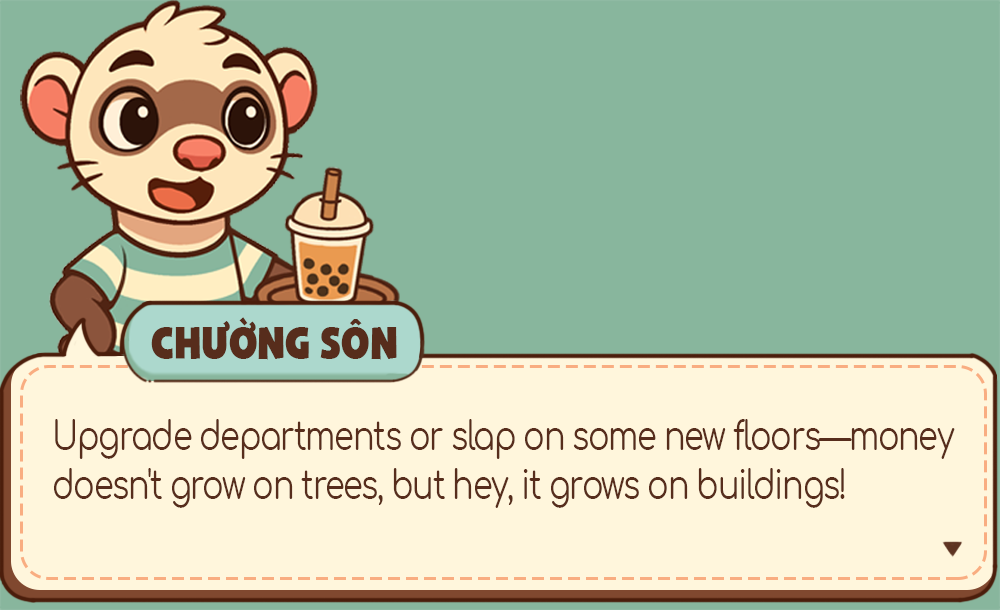 CHƯỜNG SÔN
Upgrade departments or slap on some new floors—money
doesn't grow on trees, but hey, it grows on buildings!